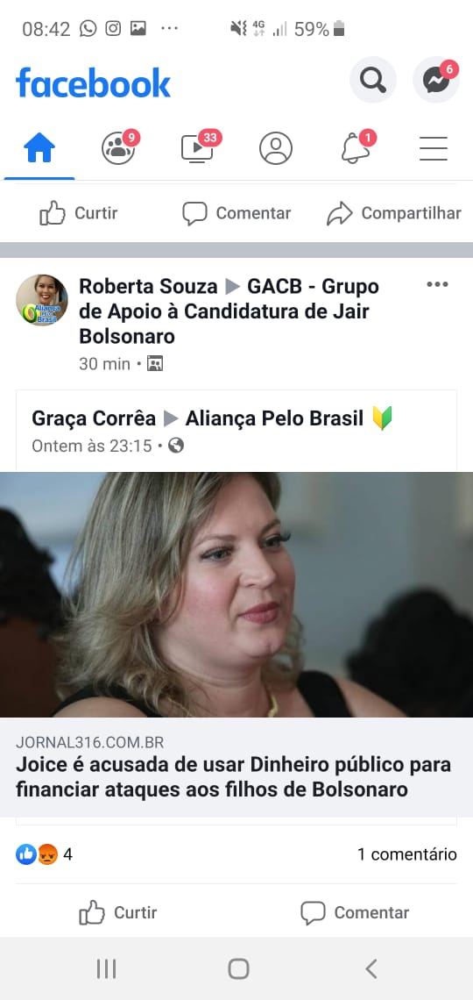 08:42 4G 59%
facebook
6
9 33 1
Curtir Comentar Compartilhar
Roberta Souza ▶ GACB - Grupo
de Apoio à Candidatura de Jair
Bolsonaro
30 min •
Aliança pelo Brasil
Graça Corrêa ▶ Aliança Pelo Brasil
Ontem às 23:15 •
JORNAL316.COM.BR
Joice é acusada de usar Dinheiro público para
financiar ataques aos filhos de Bolsonaro
4 1 comentário
Curtir Comentar